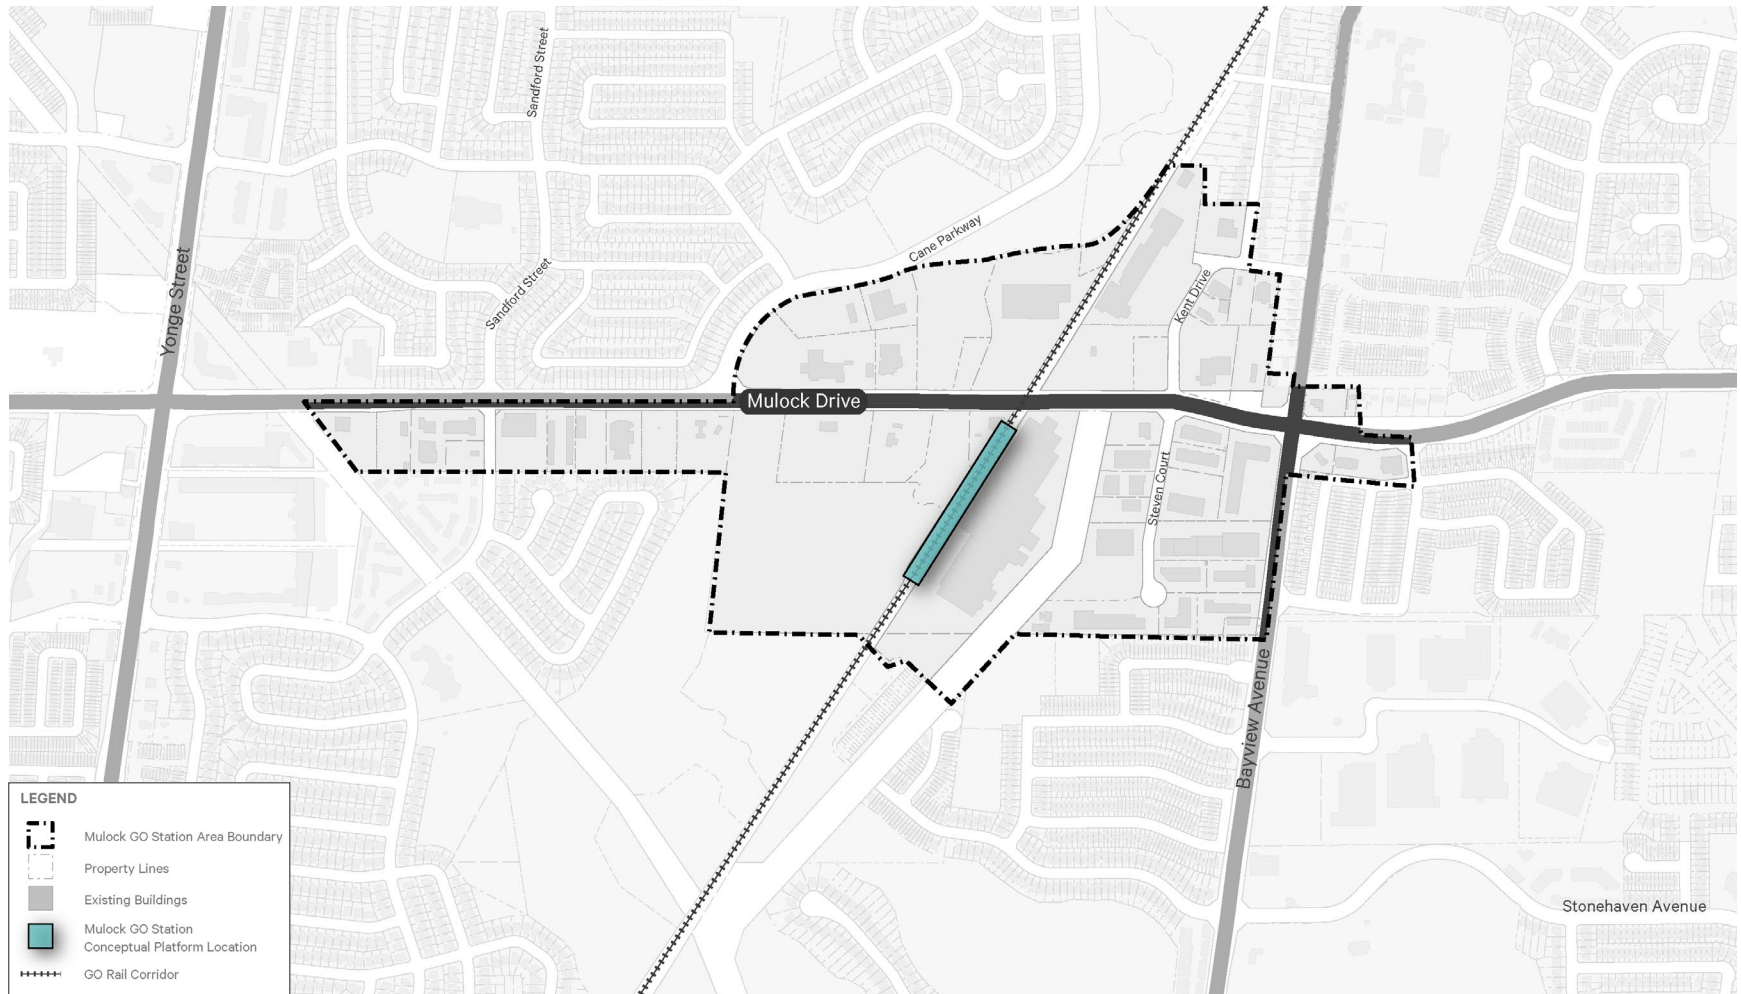 Sandford Street
Cane Parkway
Yonge Street
Sandford Street
Kent Drive
Mulock Drive
Steven Court
Bayview Avenue
Stonehaven Avenue
LEGEND
Mulock GO Station Area Boundary
Property Lines
Existing Buildings
Mulock GO Station
Conceptual Platform Location
GO Rail Corridor